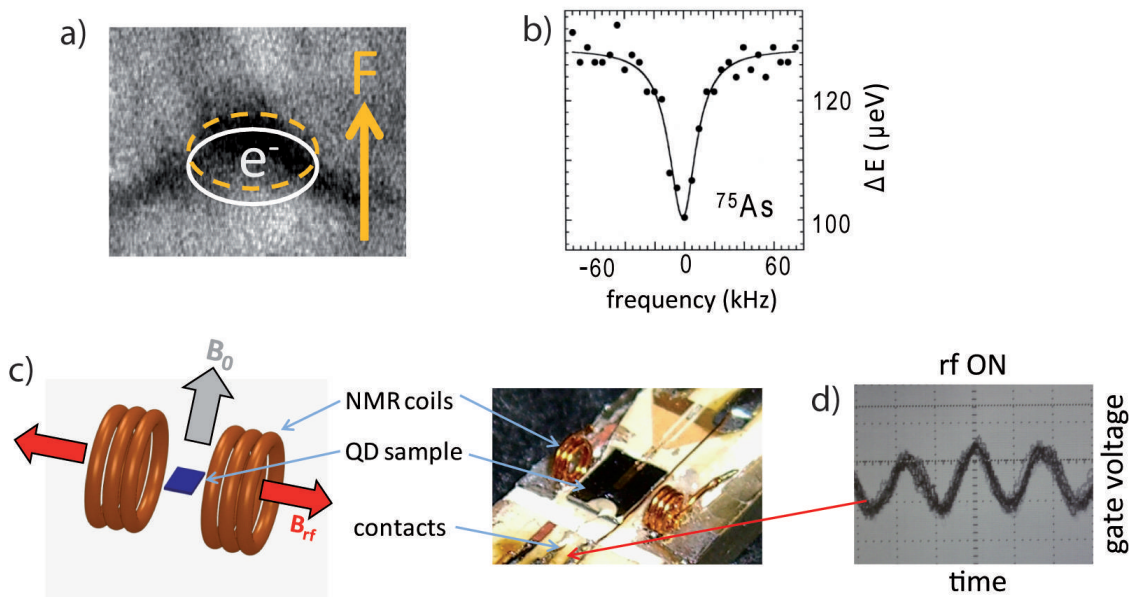 a)
F
e⁻
b)
120
100
ΔE (μeV)
⁷⁵As
-60
0
60
frequency (kHz)
c)
B₀
B_rf
NMR coils
QD sample
contacts
rf ON
d)
gate voltage
time